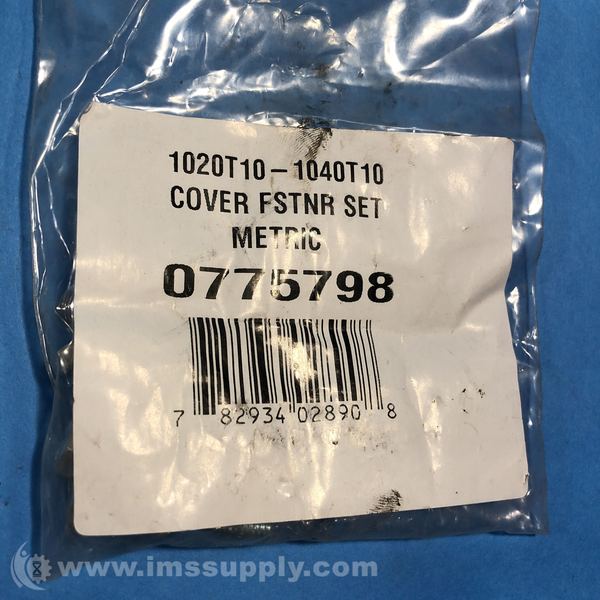 1020T10-1040T10
COVER FSTNR SET
METRIC
0775798
7 82934 02890 8
www.imssupply.com